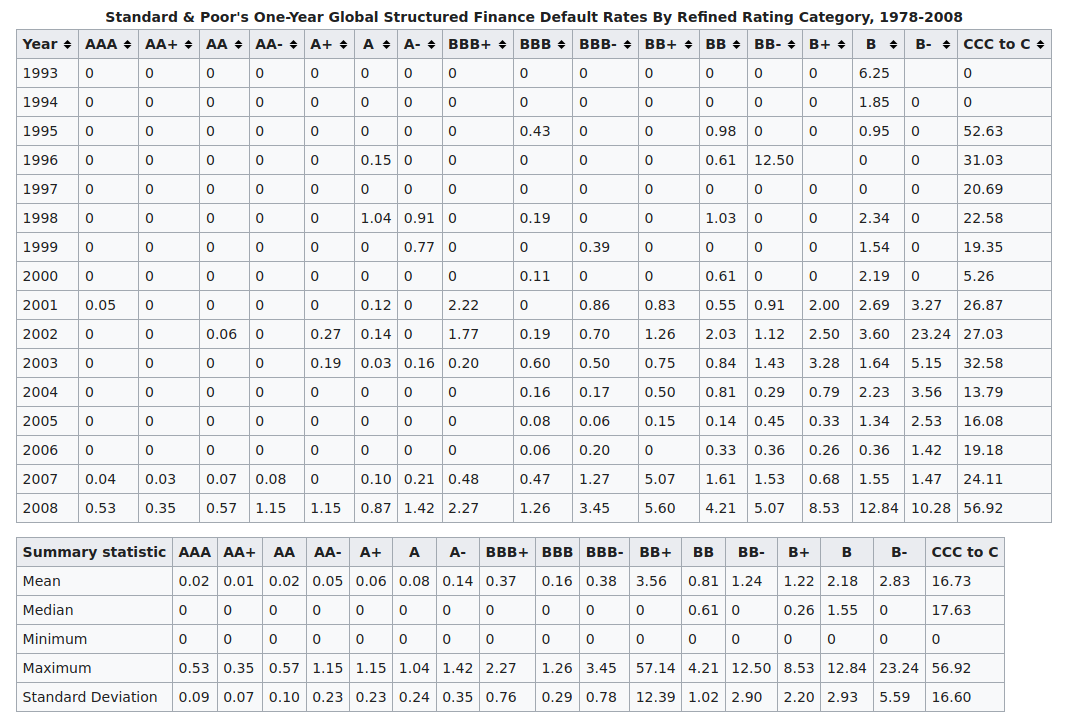 Standard & Poor's One-Year Global Structured Finance Default Rates By Refined Rating Category, 1978-2008
Year AAA AA+ AA AA- A+ A A- BBB+ BBB BBB- BB+ BB BB- B+ B B- CCC to C
1993 0 0 0 0 0 0 0 0 0 0 0 0 0 0 6.25 0
1994 0 0 0 0 0 0 0 0 0 0 0 0 0 0 1.85 0 0
1995 0 0 0 0 0 0 0 0 0.43 0 0 0.98 0 0 0.95 0 52.63
1996 0 0 0 0 0 0.15 0 0 0 0 0 0.61 12.50 0 0 31.03
1997 0 0 0 0 0 0 0 0 0 0 0 0 0 0 0 0 20.69
1998 0 0 0 0 0 1.04 0.91 0 0.19 0 0 1.03 0 0 2.34 0 22.58
1999 0 0 0 0 0 0 0.77 0 0 0.39 0 0 0 0 1.54 0 19.35
2000 0 0 0 0 0 0 0 0 0.11 0 0 0.61 0 0 2.19 0 5.26
2001 0.05 0 0 0 0 0.12 0 2.22 0 0.86 0.83 0.55 0.91 2.00 2.69 3.27 26.87
2002 0 0 0.06 0 0.27 0.14 0 1.77 0.19 0.70 1.26 2.03 1.12 2.50 3.60 23.24 27.03
2003 0 0 0 0 0.19 0.03 0.16 0.20 0.60 0.50 0.75 0.84 1.43 3.28 1.64 5.15 32.58
2004 0 0 0 0 0 0 0 0 0.16 0.17 0.50 0.81 0.29 0.79 2.23 3.56 13.79
2005 0 0 0 0 0 0 0 0 0.08 0.06 0.15 0.14 0.45 0.33 1.34 2.53 16.08
2006 0 0 0 0 0 0 0 0 0.06 0.20 0 0.33 0.36 0.26 0.36 1.42 19.18
2007 0.04 0.03 0.07 0.08 0 0.10 0.21 0.48 0.47 1.27 5.07 1.61 1.53 0.68 1.55 1.47 24.11
2008 0.53 0.35 0.57 1.15 1.15 0.87 1.42 2.27 1.26 3.45 5.60 4.21 5.07 8.53 12.84 10.28 56.92
Summary statistic AAA AA+ AA AA- A+ A A- BBB+ BBB BBB- BB+ BB BB- B+ B B- CCC to C
Mean 0.02 0.01 0.02 0.05 0.06 0.08 0.14 0.37 0.16 0.38 3.56 0.81 1.24 1.22 2.18 2.83 16.73
Median 0 0 0 0 0 0 0 0 0 0 0 0.61 0 0.26 1.55 0 17.63
Minimum 0 0 0 0 0 0 0 0 0 0 0 0 0 0 0 0 0
Maximum 0.53 0.35 0.57 1.15 1.15 1.04 1.42 2.27 1.26 3.45 57.14 4.21 12.50 8.53 12.84 23.24 56.92
Standard Deviation 0.09 0.07 0.10 0.23 0.23 0.24 0.35 0.76 0.29 0.78 12.39 1.02 2.90 2.20 2.93 5.59 16.60